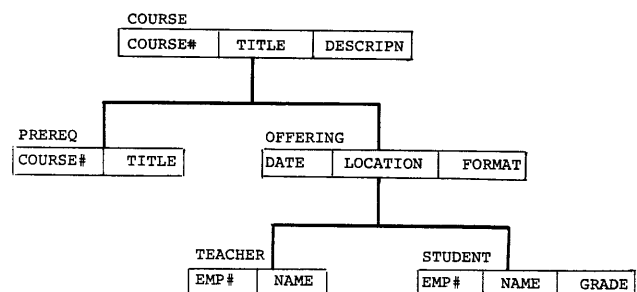 COURSE
COURSE# TITLE DESCRIPN
PREREQ OFFERING
COURSE# TITLE DATE LOCATION FORMAT
TEACHER STUDENT
EMP# NAME EMP# NAME GRADE